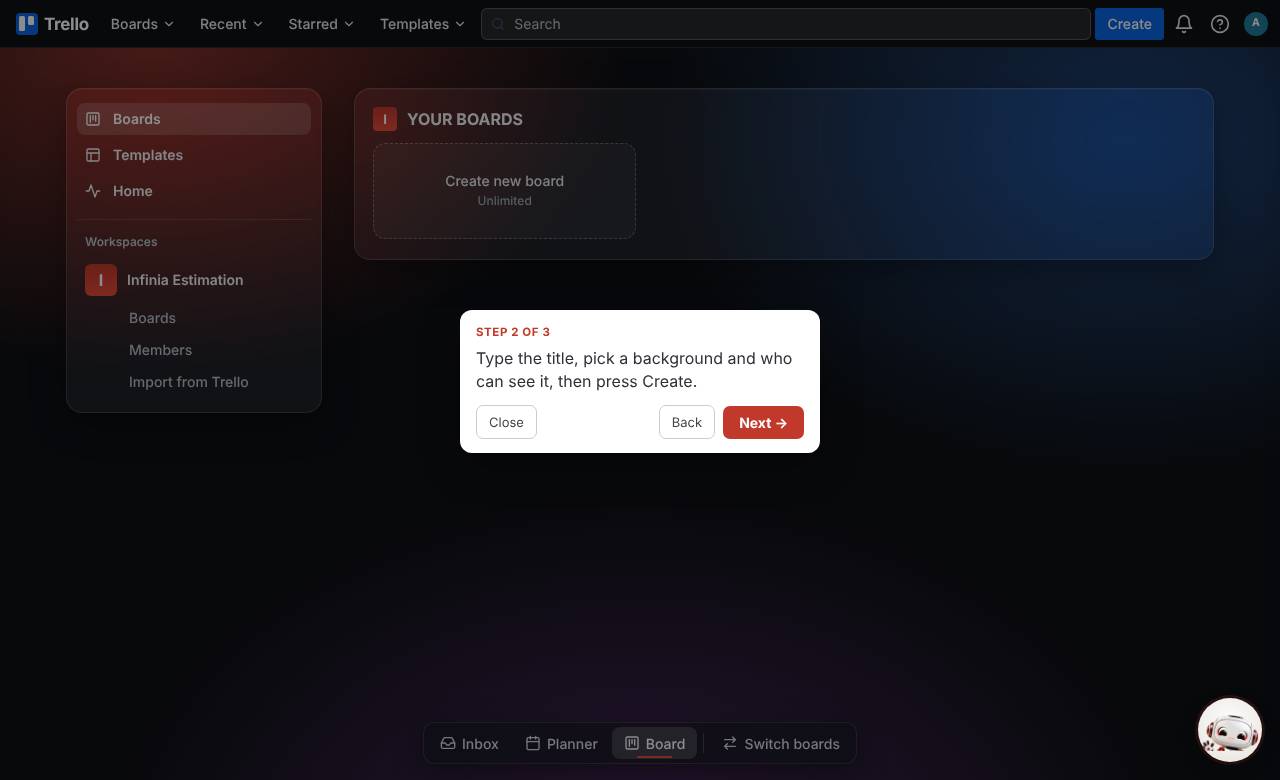 Trello
Boards
Recent
Starred
Templates
Search
Create
A
Boards
Templates
Home
Workspaces
I
Infinia Estimation
Boards
Members
Import from Trello
I
YOUR BOARDS
Create new board
Unlimited
STEP 2 OF 3
Type the title, pick a background and who
can see it, then press Create.
Close
Back
Next →
Inbox
Planner
Board
Switch boards